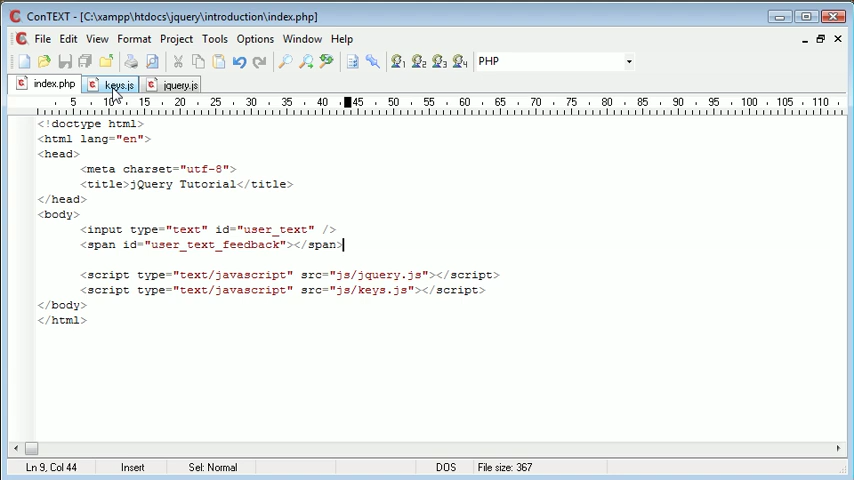 ConTEXT - [C:\xampp\htdocs\jquery\introduction\index.php]
File Edit View Format Project Tools Options Window Help
1 2 3 4 PHP
index.php keys.js jquery.js
5 10 15 20 25 30 35 40 45 50 55 60 65 70 75 80 85 90 95 100 105 110
<!doctype html>
<html lang="en">
<head>
<meta charset="utf-8">
<title>jQuery Tutorial</title>
</head>
<body>
<input type="text" id="user_text" />
<span id="user_text_feedback"></span>
<script type="text/javascript" src="js/jquery.js"></script>
<script type="text/javascript" src="js/keys.js"></script>
</body>
</html>
Ln 9, Col 44 Insert Sel: Normal DOS File size: 367